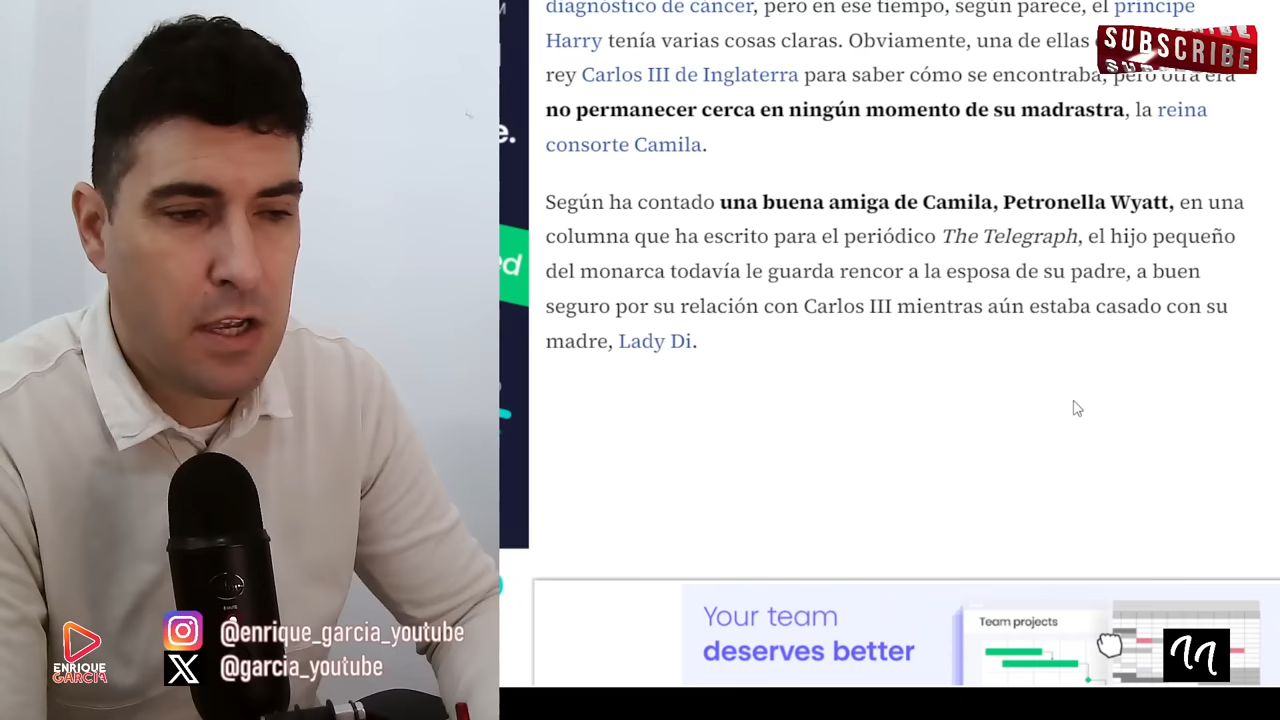 diagnóstico de cáncer, pero en ese tiempo, según parece, el príncipe
Harry tenía varias cosas claras. Obviamente, una de ellas
rey Carlos III de Inglaterra para saber cómo se encontraba, pero otra era
no permanecer cerca en ningún momento de su madrastra, la reina
consorte Camila.
SUBSCRIBE
Según ha contado una buena amiga de Camila, Petronella Wyatt, en una
columna que ha escrito para el periódico The Telegraph, el hijo pequeño
del monarca todavía le guarda rencor a la esposa de su padre, a buen
seguro por su relación con Carlos III mientras aún estaba casado con su
madre, Lady Di.
Your team
deserves better
Team projects
ENRIQUE
GARCIA
@enrique_garcia_youtube
@garcia_youtube